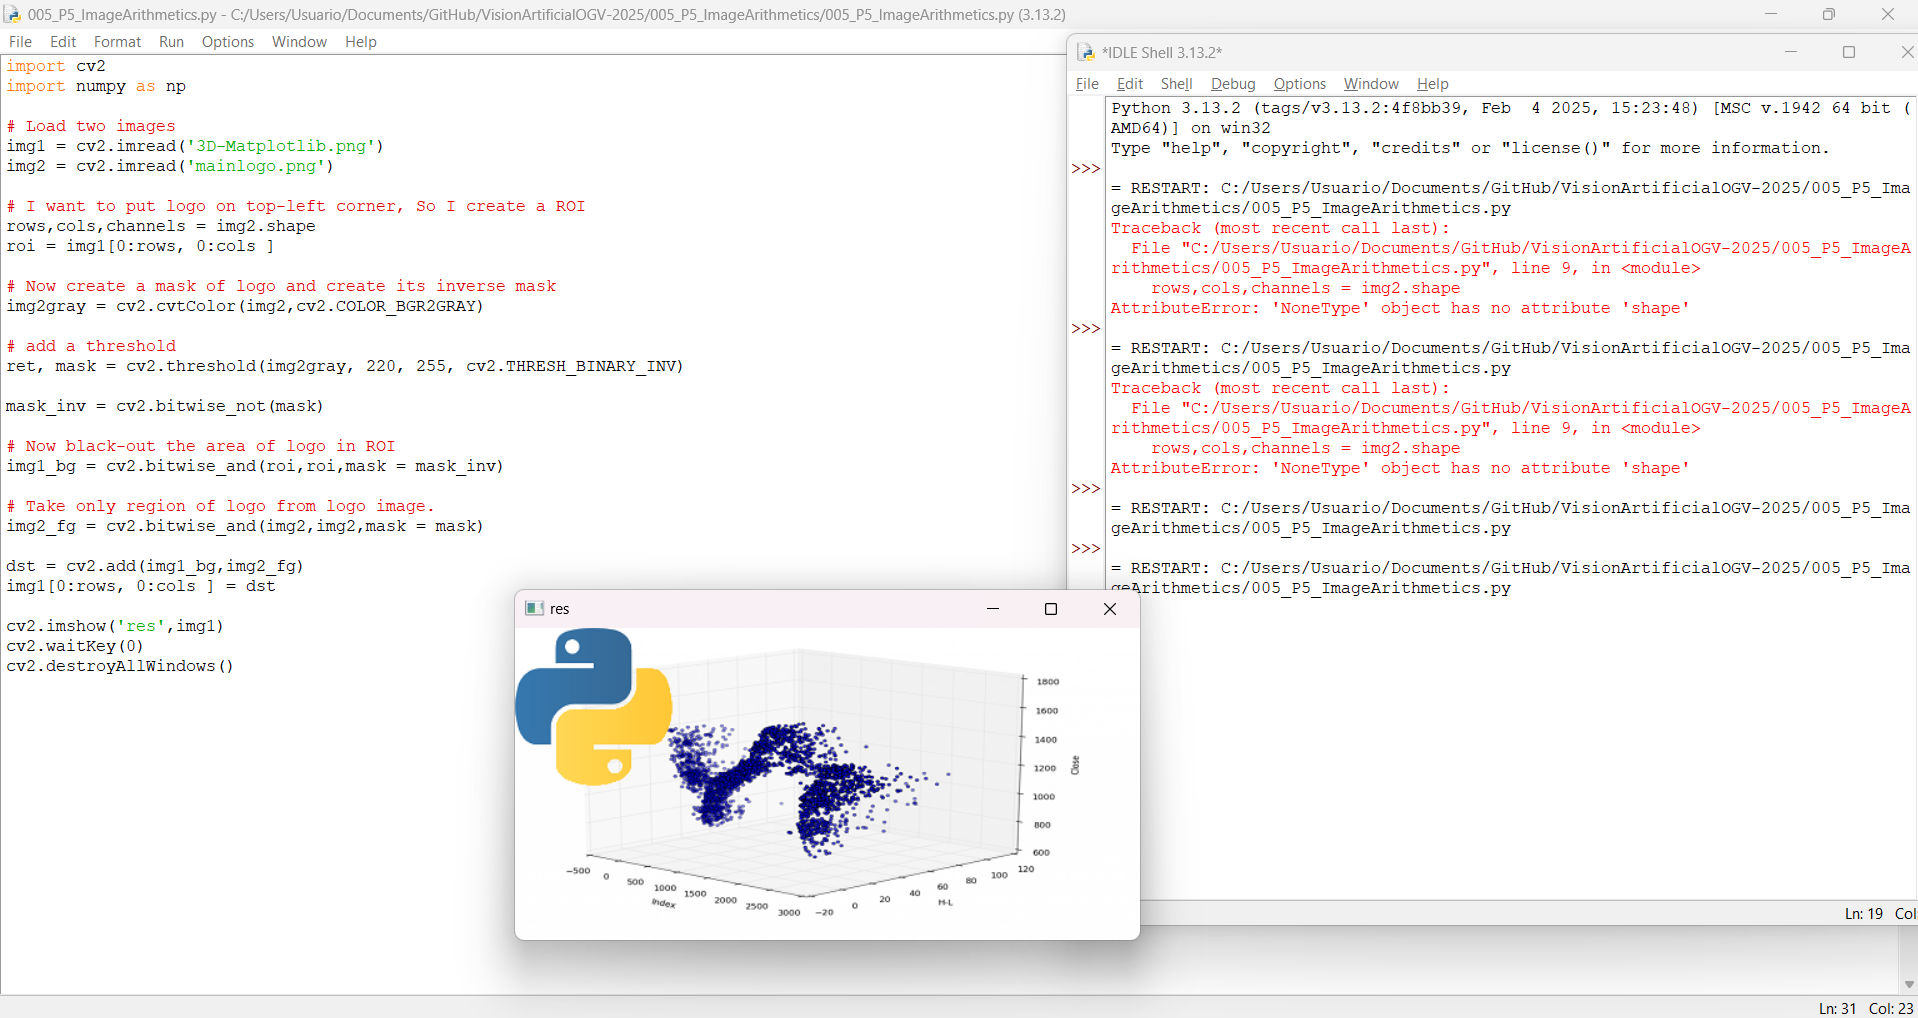 005_P5_ImageArithmetics.py - C:/Users/Usuario/Documents/GitHub/VisionArtificialOGV-2025/005_P5_ImageArithmetics/005_P5_ImageArithmetics.py (3.13.2)
File Edit Format Run Options Window Help
import cv2
import numpy as np
# Load two images
img1 = cv2.imread('3D-Matplotlib.png')
img2 = cv2.imread('mainlogo.png')
# I want to put logo on top-left corner, So I create a ROI
rows,cols,channels = img2.shape
roi = img1[0:rows, 0:cols ]
# Now create a mask of logo and create its inverse mask
img2gray = cv2.cvtColor(img2,cv2.COLOR_BGR2GRAY)
# add a threshold
ret, mask = cv2.threshold(img2gray, 220, 255, cv2.THRESH_BINARY_INV)
mask_inv = cv2.bitwise_not(mask)
# Now black-out the area of logo in ROI
img1_bg = cv2.bitwise_and(roi,roi,mask = mask_inv)
# Take only region of logo from logo image.
img2_fg = cv2.bitwise_and(img2,img2,mask = mask)
dst = cv2.add(img1_bg,img2_fg)
img1[0:rows, 0:cols ] = dst
cv2.imshow('res',img1)
cv2.waitKey(0)
cv2.destroyAllWindows()
*IDLE Shell 3.13.2*
File Edit Shell Debug Options Window Help
Python 3.13.2 (tags/v3.13.2:4f8bb39, Feb  4 2025, 15:23:48) [MSC v.1942 64 bit (
AMD64)] on win32
Type "help", "copyright", "credits" or "license()" for more information.
>>>
= RESTART: C:/Users/Usuario/Documents/GitHub/VisionArtificialOGV-2025/005_P5_Ima
geArithmetics/005_P5_ImageArithmetics.py
Traceback (most recent call last):
File "C:/Users/Usuario/Documents/GitHub/VisionArtificialOGV-2025/005_P5_ImageA
rithmetics/005_P5_ImageArithmetics.py", line 9, in <module>
rows,cols,channels = img2.shape
AttributeError: 'NoneType' object has no attribute 'shape'
>>>
= RESTART: C:/Users/Usuario/Documents/GitHub/VisionArtificialOGV-2025/005_P5_Ima
geArithmetics/005_P5_ImageArithmetics.py
Traceback (most recent call last):
File "C:/Users/Usuario/Documents/GitHub/VisionArtificialOGV-2025/005_P5_ImageA
rithmetics/005_P5_ImageArithmetics.py", line 9, in <module>
rows,cols,channels = img2.shape
AttributeError: 'NoneType' object has no attribute 'shape'
>>>
= RESTART: C:/Users/Usuario/Documents/GitHub/VisionArtificialOGV-2025/005_P5_Ima
geArithmetics/005_P5_ImageArithmetics.py
>>>
= RESTART: C:/Users/Usuario/Documents/GitHub/VisionArtificialOGV-2025/005_P5_Ima
geArithmetics/005_P5_ImageArithmetics.py
Ln: 19 Col:
res
1800
1600
1400
1200
1000
800
600
Close
-500 0 500 1000 1500 2000 2500 3000
Index
-20 0 20 40 60 80 100 120
H-L
Ln: 31 Col: 23